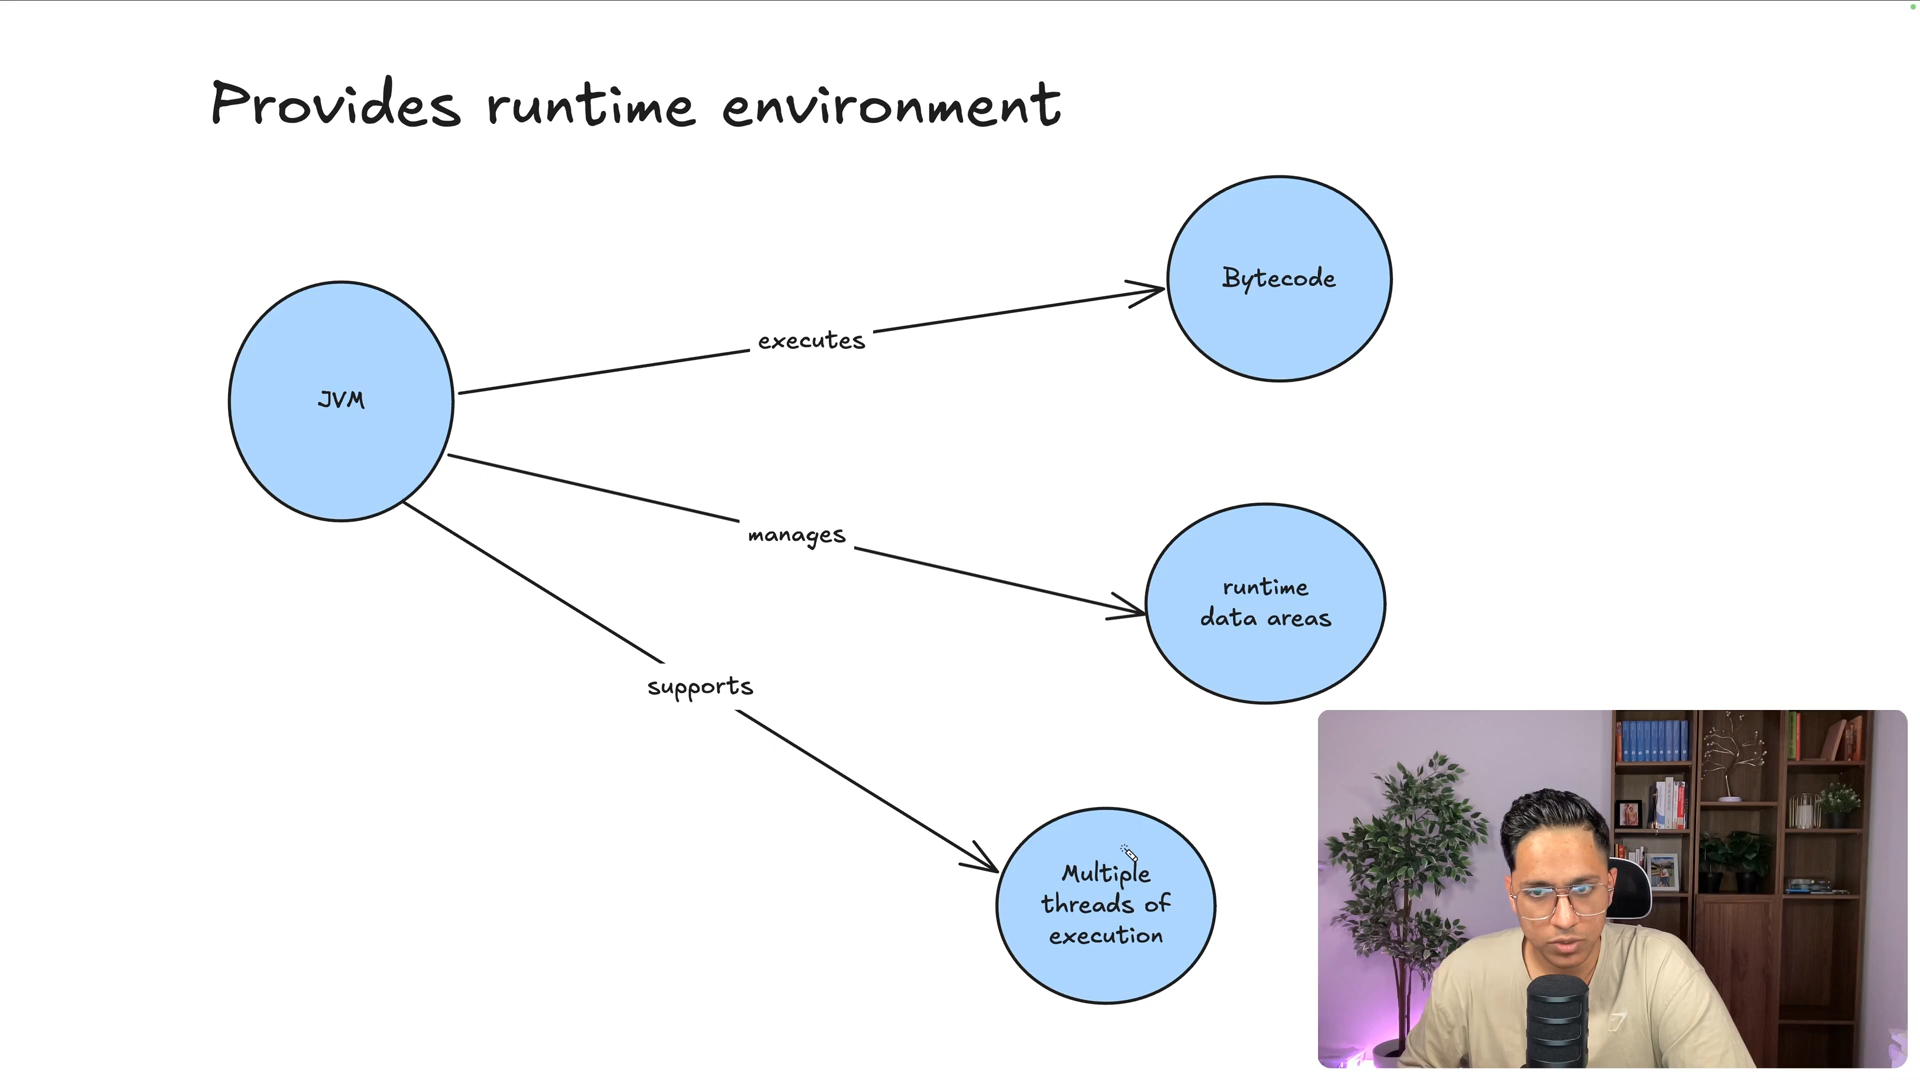 Provides runtime environment
Bytecode
executes
JVM
manages
runtime
data areas
supports
Multiple
threads of
execution